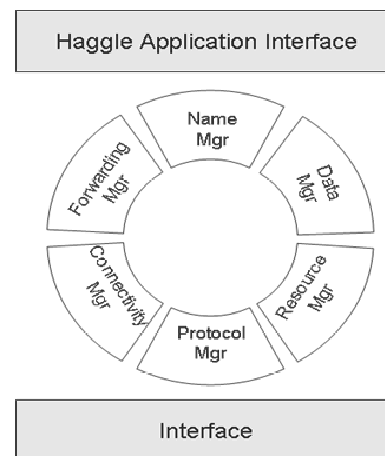 Haggle Application Interface
Name
Mgr
Forwarding
Mgr
Data
Mgr
Connectivity
Mgr
Resource
Mgr
Protocol
Mgr
Interface